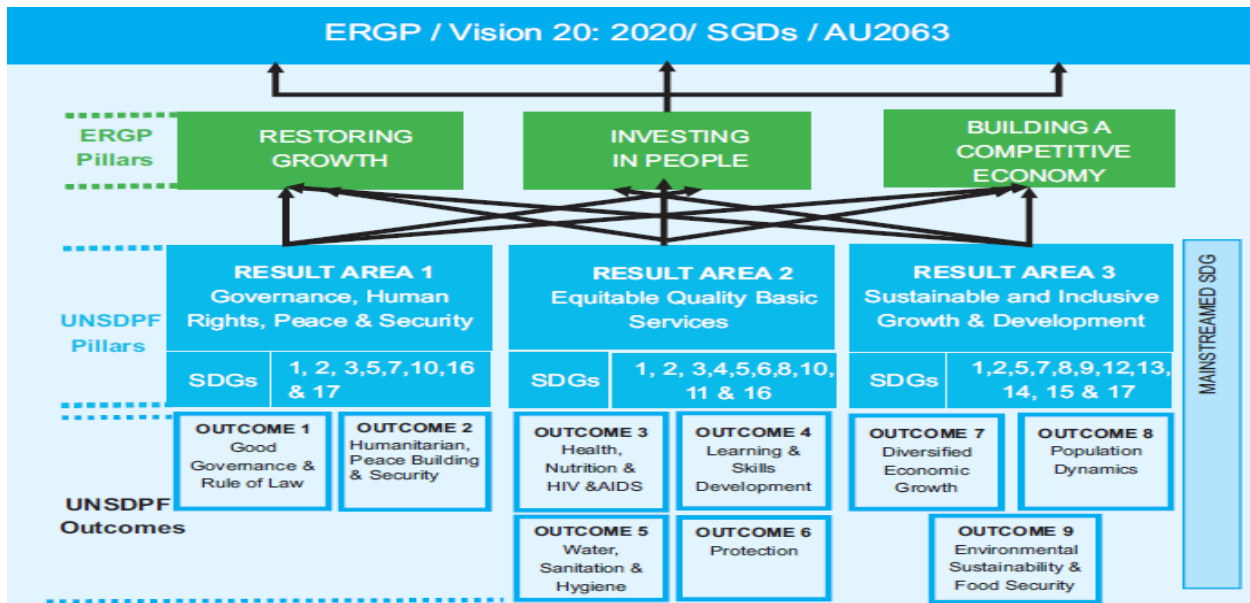 ERGP / Vision 20: 2020/ SGDs / AU2063
ERGP
Pillars
RESTORING
GROWTH
INVESTING
IN PEOPLE
BUILDING A
COMPETITIVE
ECONOMY
UNSDPF
Pillars
RESULT AREA 1
Governance, Human
Rights, Peace & Security
SDGs
1, 2, 3,5,7,10,16
& 17
RESULT AREA 2
Equitable Quality Basic
Services
SDGs
1, 2, 3,4,5,6,8,10,
11 & 16
RESULT AREA 3
Sustainable and Inclusive
Growth & Development
SDGs
1,2,5,7,8,9,12,13,
14, 15 & 17
MAINSTREAMED SDG
UNSDPF
Outcomes
OUTCOME 1
Good
Governance &
Rule of Law
OUTCOME 2
Humanitarian,
Peace Building
& Security
OUTCOME 3
Health,
Nutrition &
HIV &AIDS
OUTCOME 4
Learning &
Skills
Development
OUTCOME 5
Water,
Sanitation &
Hygiene
OUTCOME 6
Protection
OUTCOME 7
Diversified
Economic
Growth
OUTCOME 8
Population
Dynamics
OUTCOME 9
Environmental
Sustainability &
Food Security